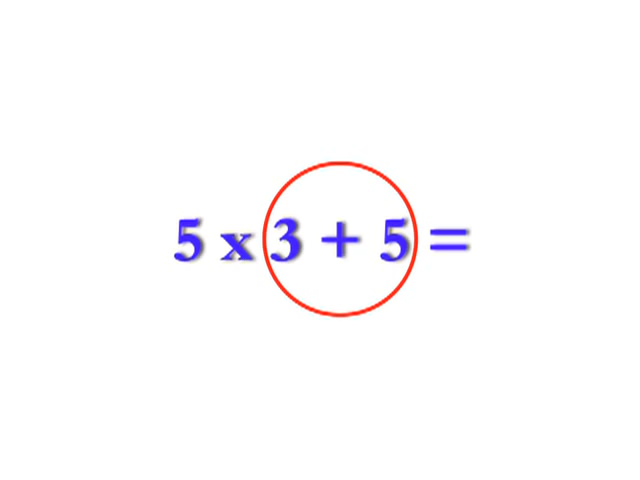 5 x 3 + 5 =